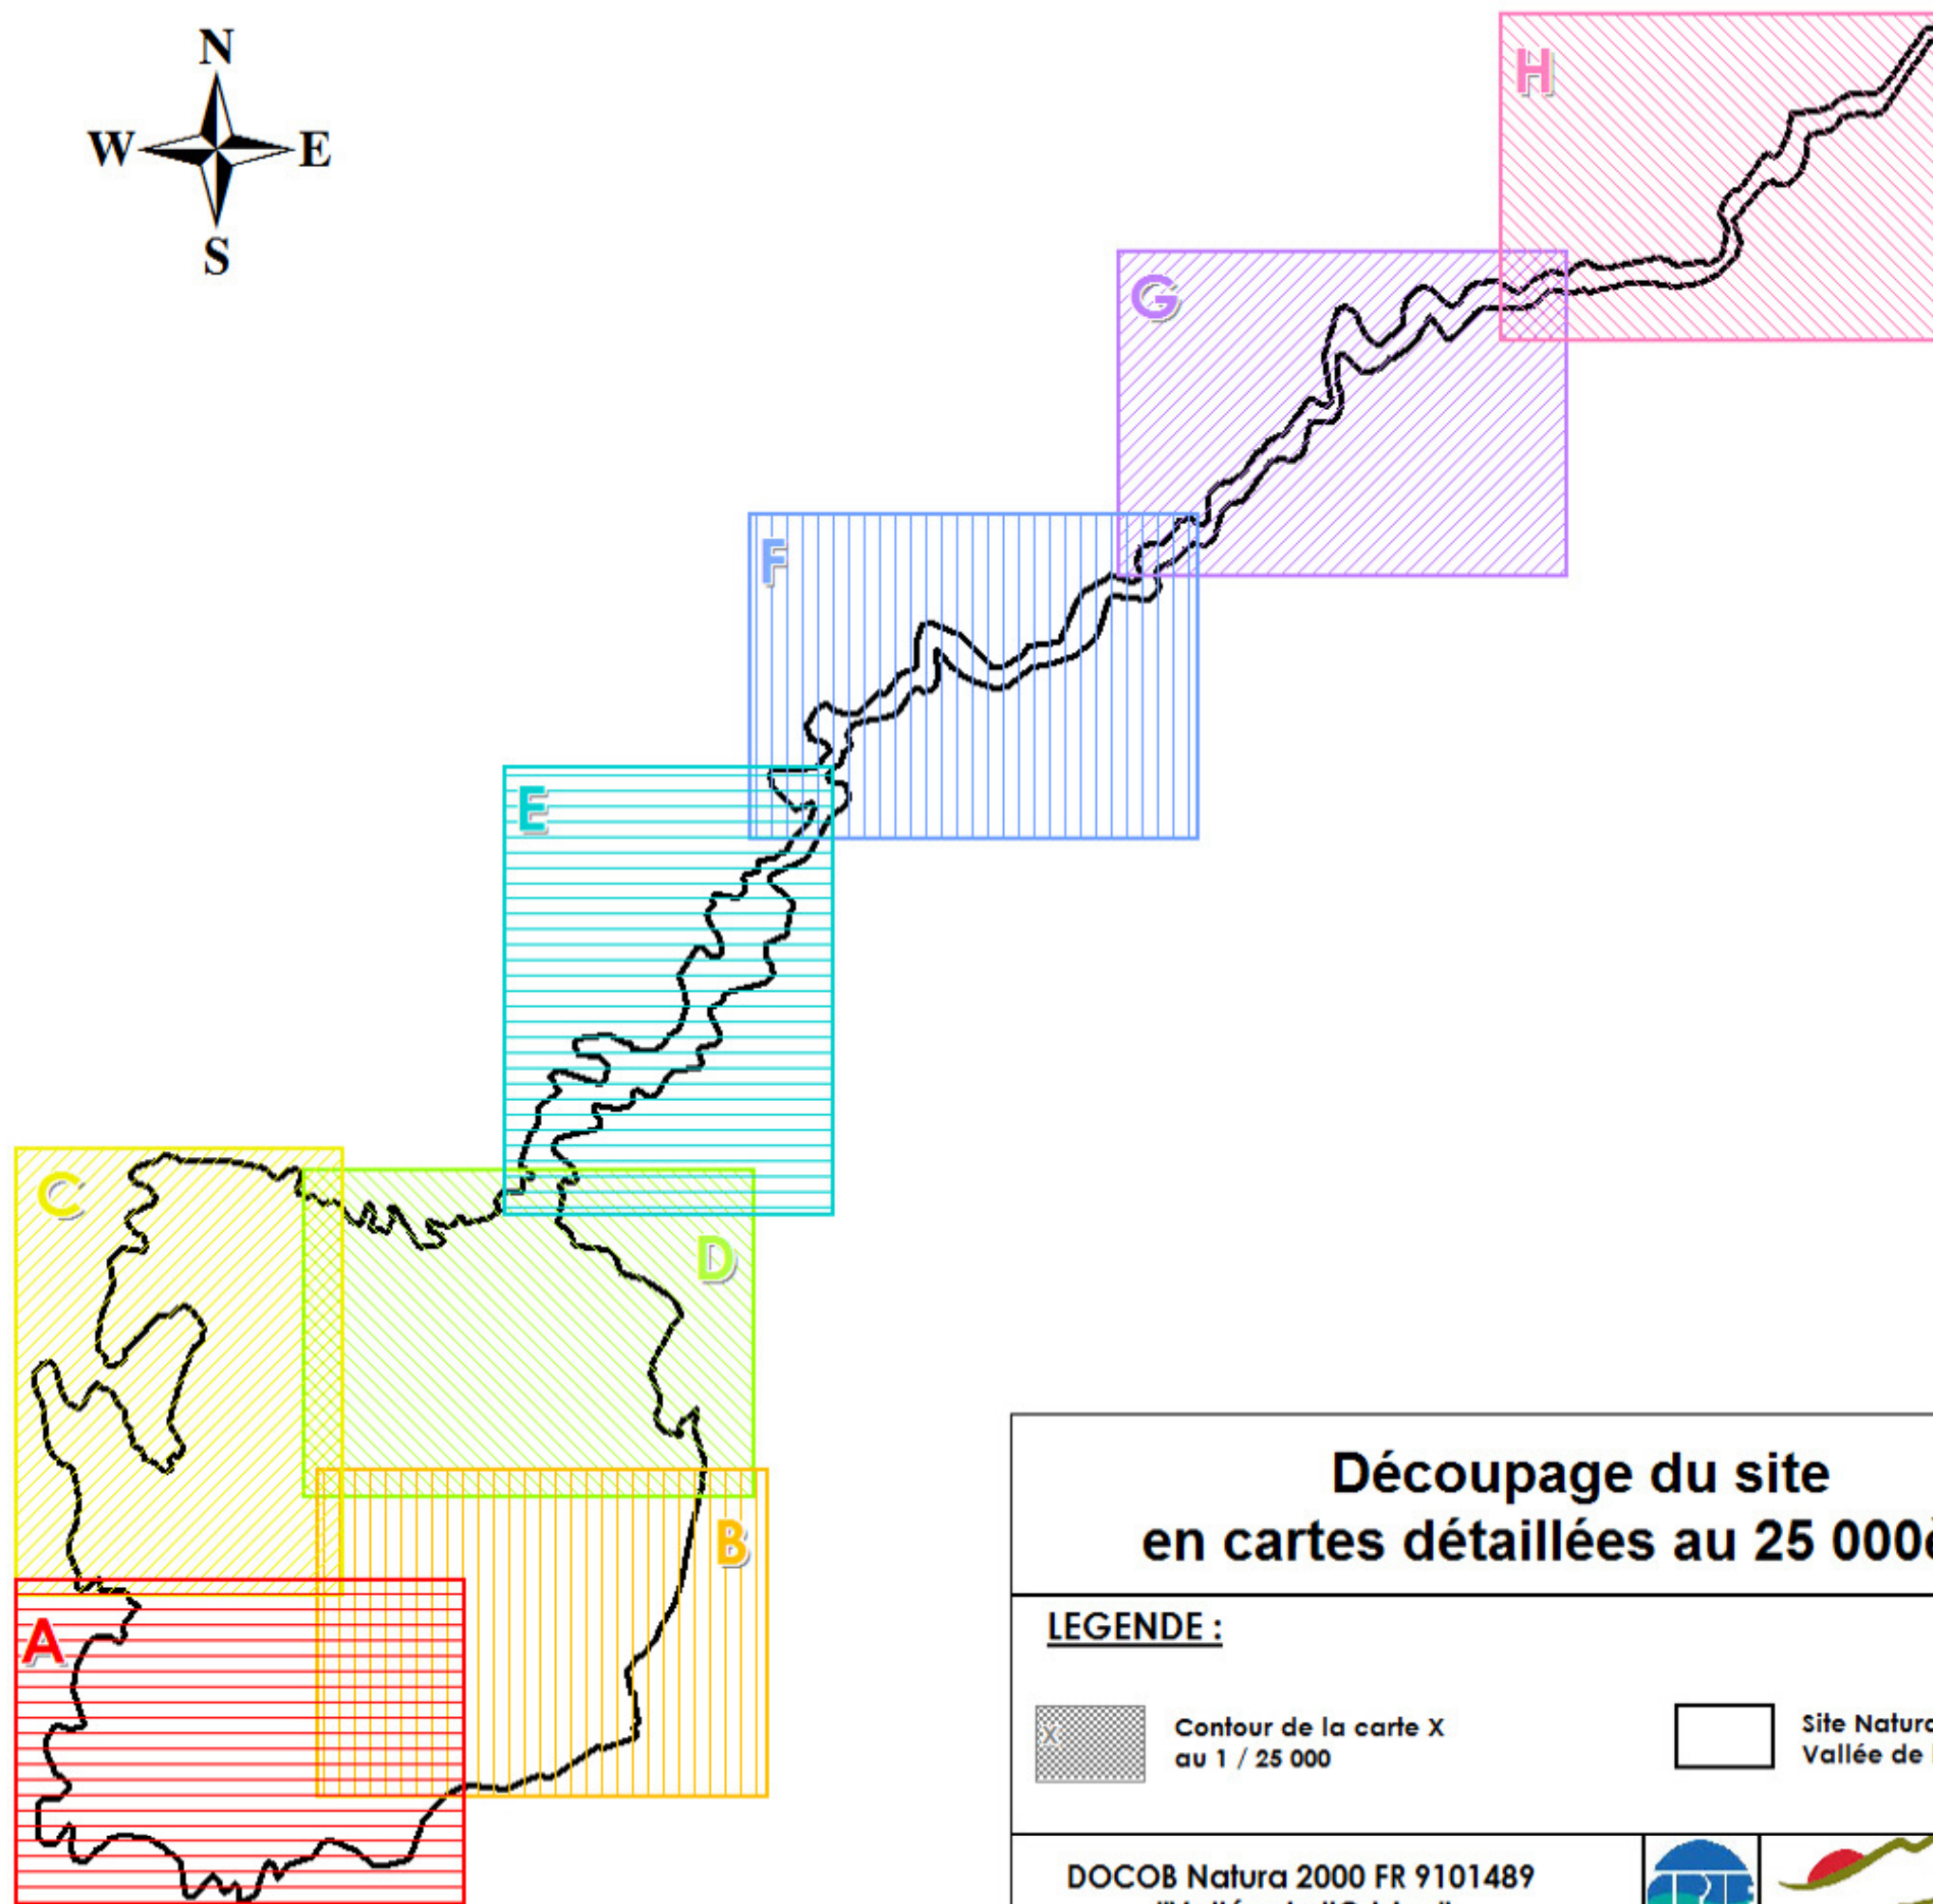 N
W E
S
H
G
F
E
C
D
B
A
Découpage du site
en cartes détaillées au 25 000
LEGENDE :
X
Contour de la carte X
au 1 / 25 000
Site
Vallée de
DOCOB Natura 2000 FR 9101489